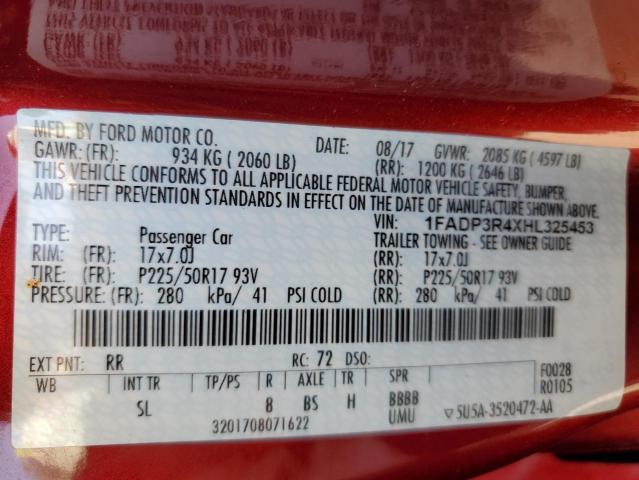 MFD. BY FORD MOTOR CO. DATE: 08/17 GVWR: 2085 KG ( 4597 LB)
GAWR: (FR): 934 KG ( 2060 LB) (RR): 1200 KG ( 2646 LB)
THIS VEHICLE CONFORMS TO ALL APPLICABLE FEDERAL MOTOR VEHICLE SAFETY, BUMPER,
AND THEFT PREVENTION STANDARDS IN EFFECT ON THE DATE OF MANUFACTURE SHOWN ABOVE.
VIN: 1FADP3R4XHL325453
TYPE: Passenger Car TRAILER TOWING - SEE OWNER GUIDE
RIM: (FR): 17x7.0J (RR): 17x7.0J
TIRE: (FR): P225/50R17 93V (RR): P225/50R17 93V
PRESSURE: (FR): 280 kPa/ 41 PSI COLD (RR): 280 kPa/ 41 PSI COLD
EXT PNT: RR RC: 72 DSO: F0028
R0105
WB INT TR TP/PS R AXLE TR SPR
SL 8 BS H BBBB
UMU
3201708071622 ▽5U5A-3520472-AA